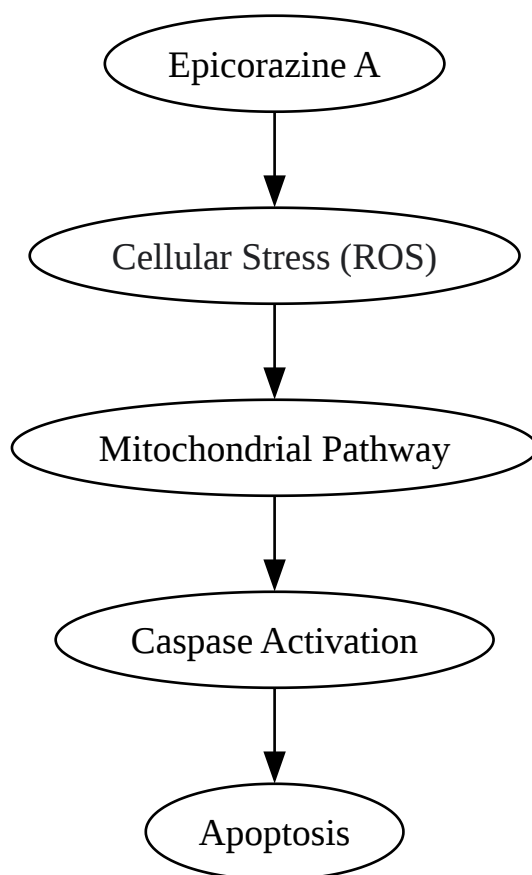 Epicorazine A
Cellular Stress (ROS)
Mitochondrial Pathway
Caspase Activation
Apoptosis